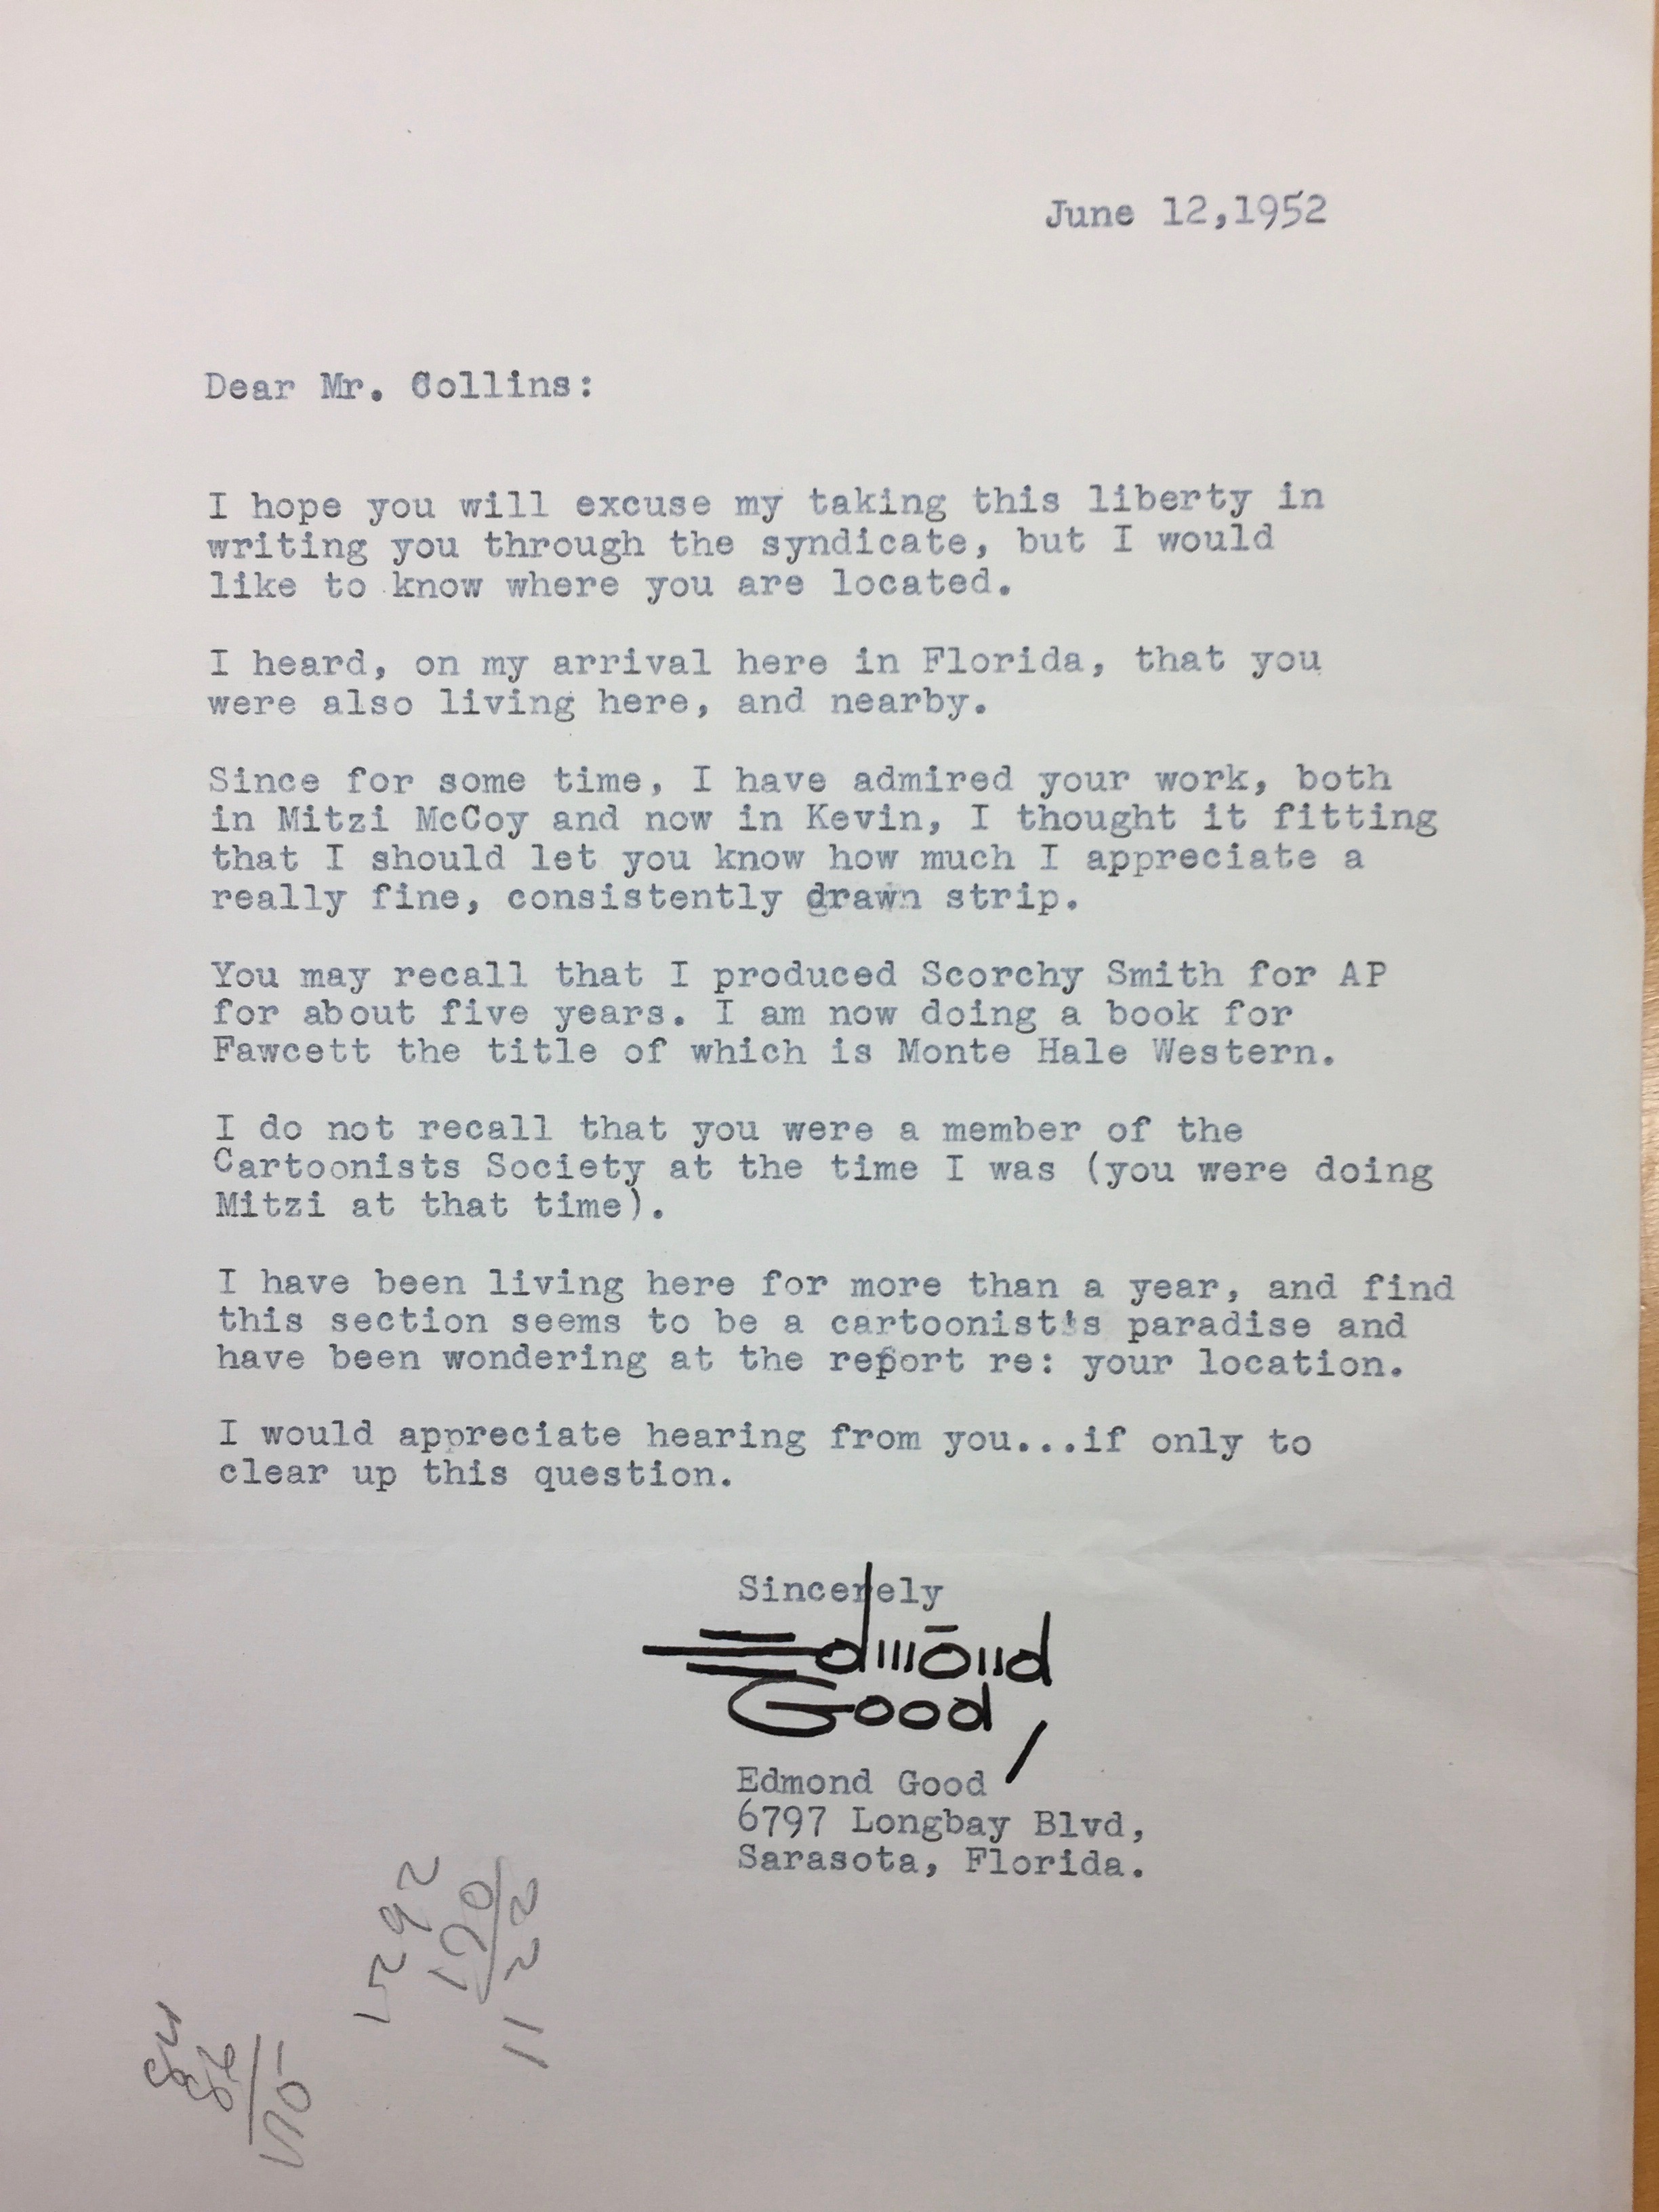 June 12,1952
Dear Mr. Collins:
I hope you will excuse my taking this liberty in
writing you through the syndicate, but I would
like to know where you are located.
I heard, on my arrival here in Florida, that you
were also living here, and nearby.
Since for some time, I have admired your work, both
in Mitzi McCoy and now in Kevin, I thought it fitting
that I should let you know how much I appreciate a
really fine, consistently drawn strip.
You may recall that I produced Scorchy Smith for AP
for about five years. I am now doing a book for
Fawcett the title of which is Monte Hale Western.
I do not recall that you were a member of the
Cartoonists Society at the time I was (you were doing
Mitzi at that time).
I have been living here for more than a year, and find
this section seems to be a cartoonist's paradise and
have been wondering at the report re: your location.
I would appreciate hearing from you...if only to
clear up this question.
Sincerely
Edmond
Good
Edmond Good
6797 Longbay Blvd,
Sarasota, Florida.
1292
170
1122
84
86
170